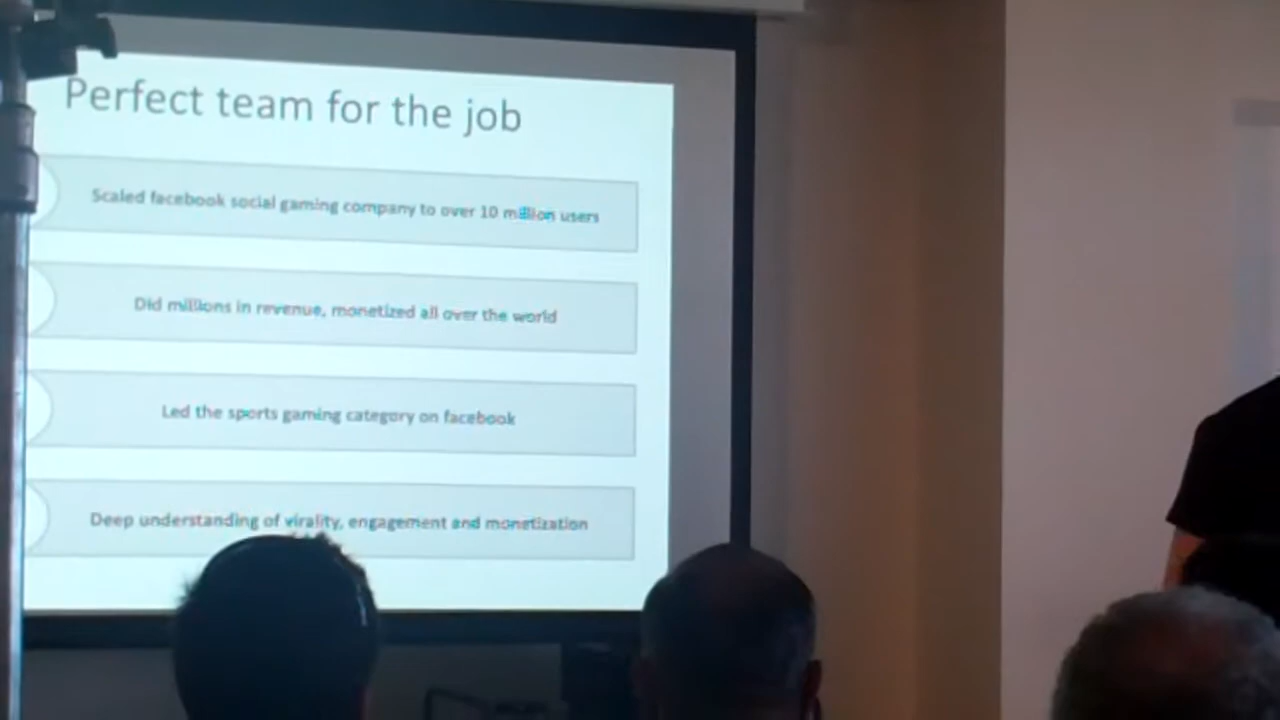 Perfect team for the job
Scaled facebook social gaming company to over 10 million users
Did millions in revenue, monetized all over the world
Led the sports gaming category on facebook
Deep understanding of virality, engagement and monetization